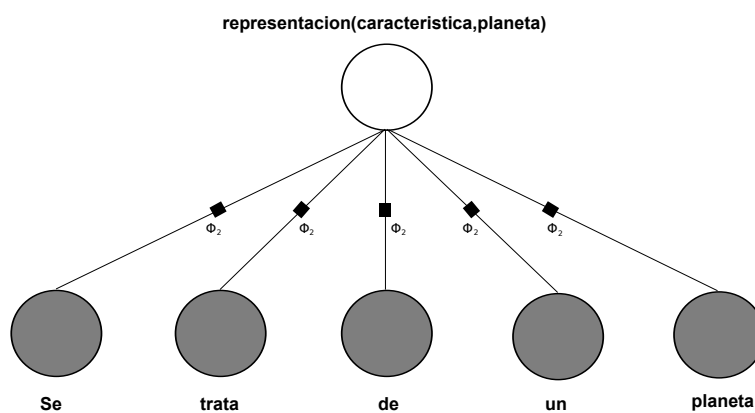 representacion(caracteristica,planeta)
Φ₂ Φ₂ Φ₂ Φ₂ Φ₂
Se trata de un planeta